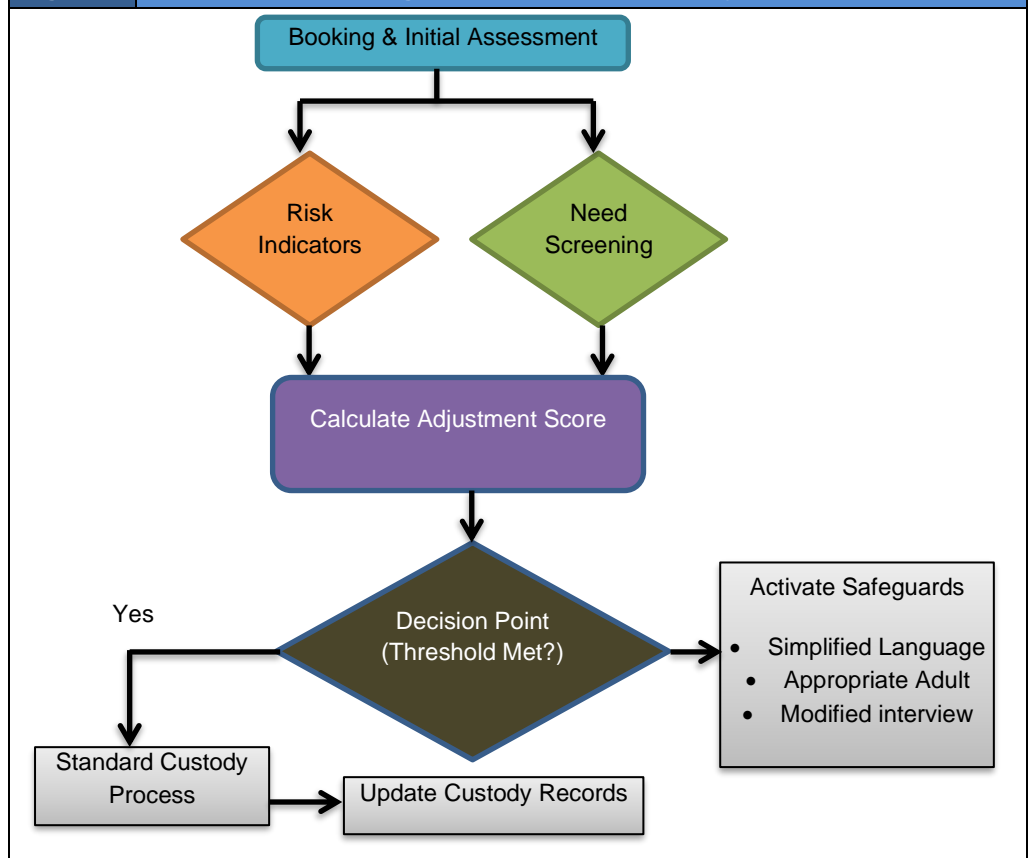 Booking & Initial Assessment
Risk
Indicators
Need
Screening
Calculate Adjustment Score
Decision Point
(Threshold Met?)
Yes
Activate Safeguards
• Simplified Language
• Appropriate Adult
• Modified interview
Standard Custody
Process
Update Custody Records